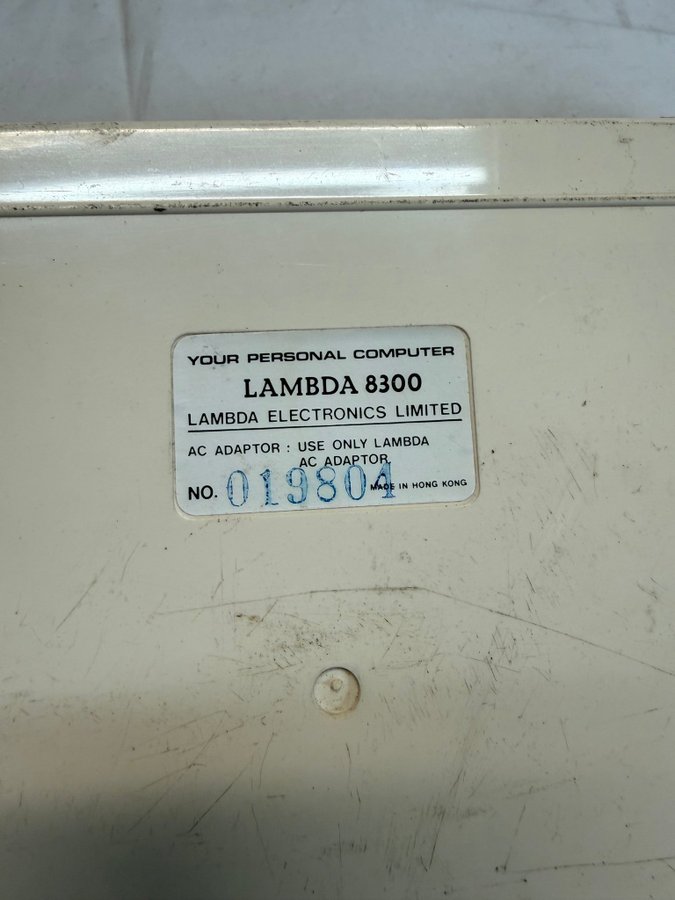 YOUR PERSONAL COMPUTER
LAMBDA 8300
LAMBDA ELECTRONICS LIMITED
AC ADAPTOR : USE ONLY LAMBDA
AC ADAPTOR
NO. 019804 MADE IN HONG KONG